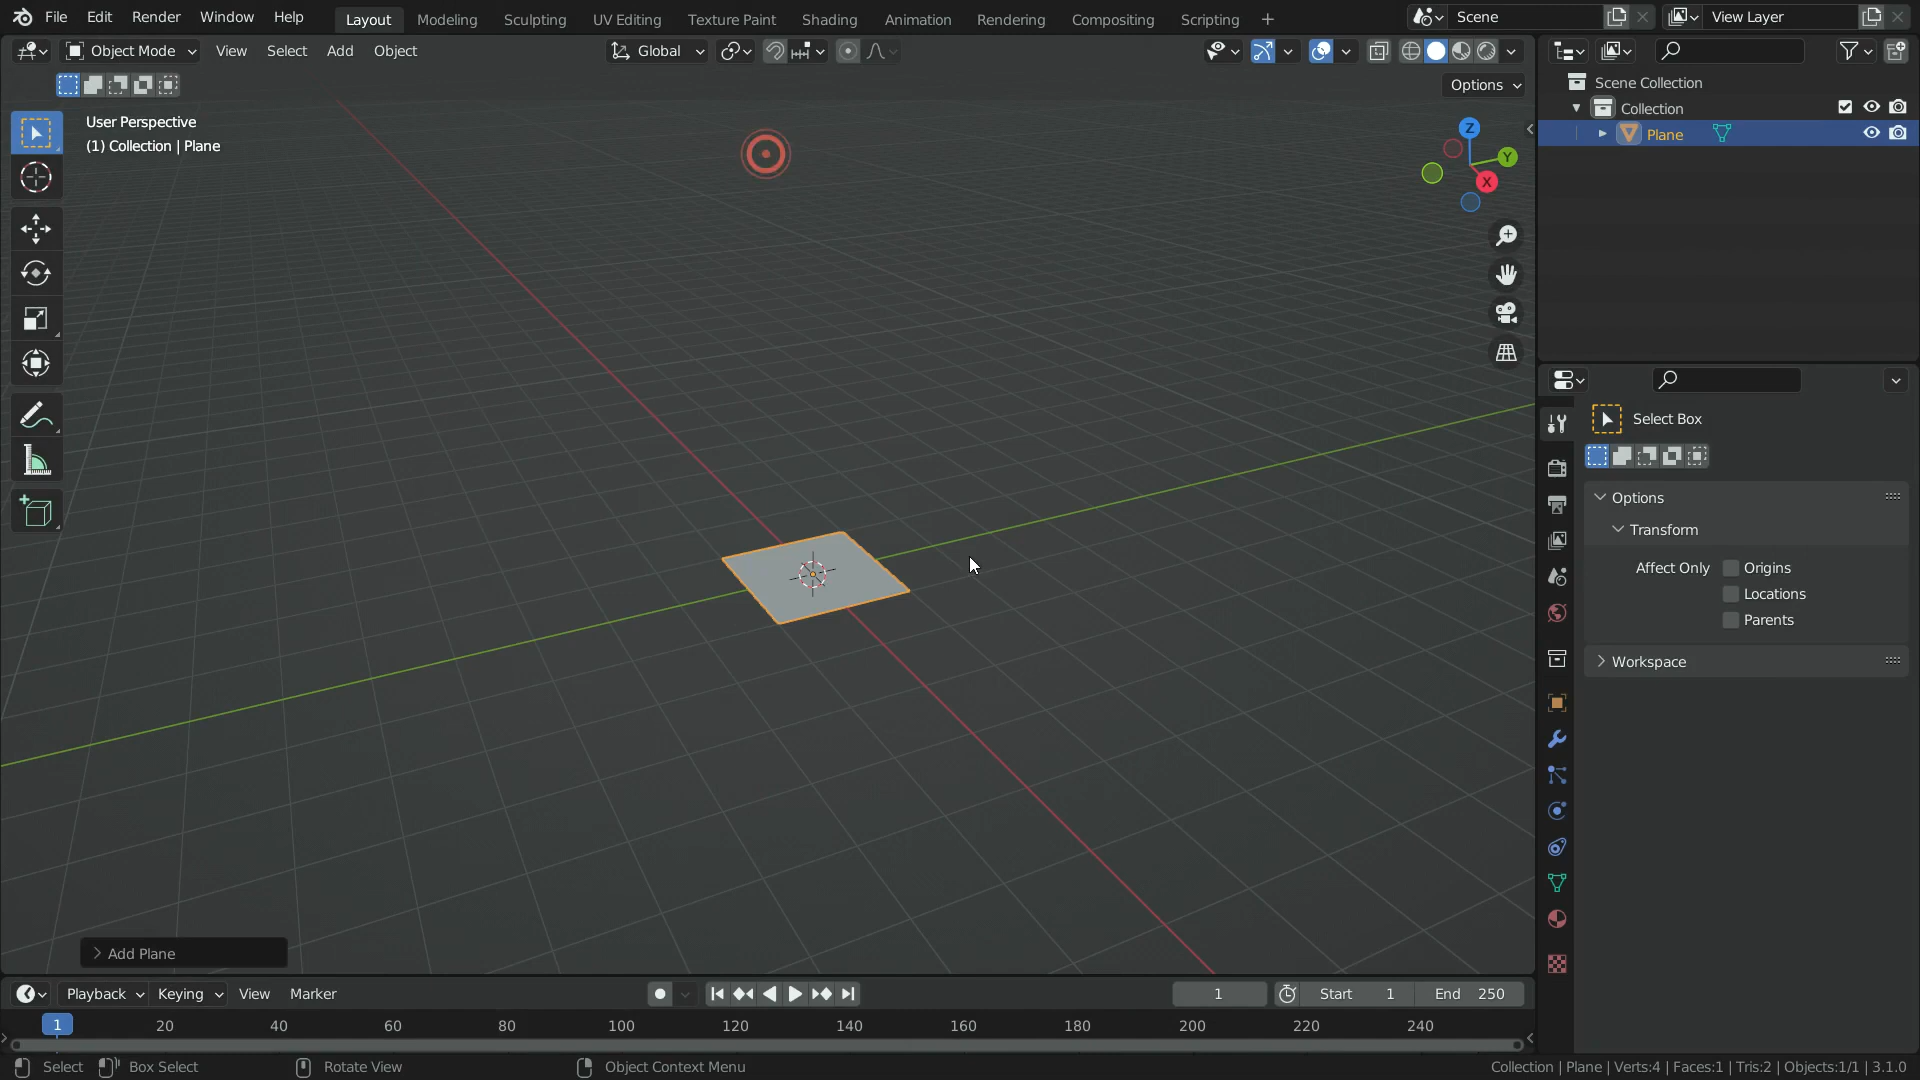 File Edit Render Window Help Layout Modeling Sculpting UV Editing Texture Paint Shading Animation Rendering Compositing Scripting + Scene View Layer
Object Mode View Select Add Object Global
Options
User Perspective
(1) Collection | Plane
Z
Y
X
Scene Collection
Collection
Plane
Select Box
Options
Transform
Affect Only Origins
Locations
Parents
Workspace
Add Plane
Playback Keying View Marker 1 Start 1 End 250
1 20 40 60 80 100 120 140 160 180 200 220 240
Select Box Select Rotate View Object Context Menu Collection | Plane | Verts:4 | Faces:1 | Tris:2 | Objects:1/1 | 3.1.0